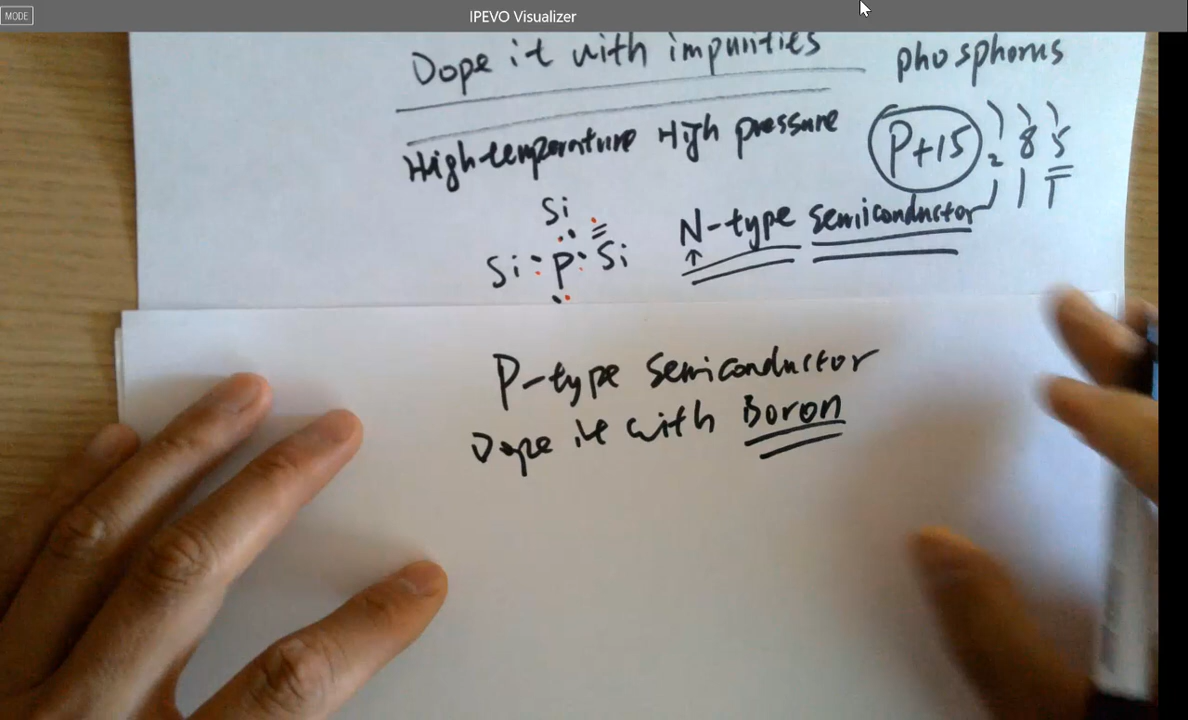 MODE
IPEVO Visualizer
Dope it with impurities
phosphorus
High-temperature High pressure
P+15 2 8 5
Si
N-type semiconductor
Si P Si
P-type semiconductor
Dope it with Boron